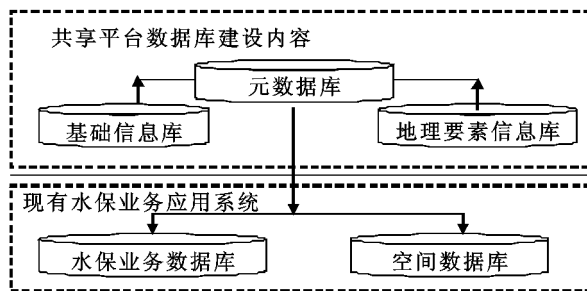 共享平台数据库建设内容
元数据库
基础信息库
地理要素信息库
现有水保业务应用系统
水保业务数据库
空间数据库